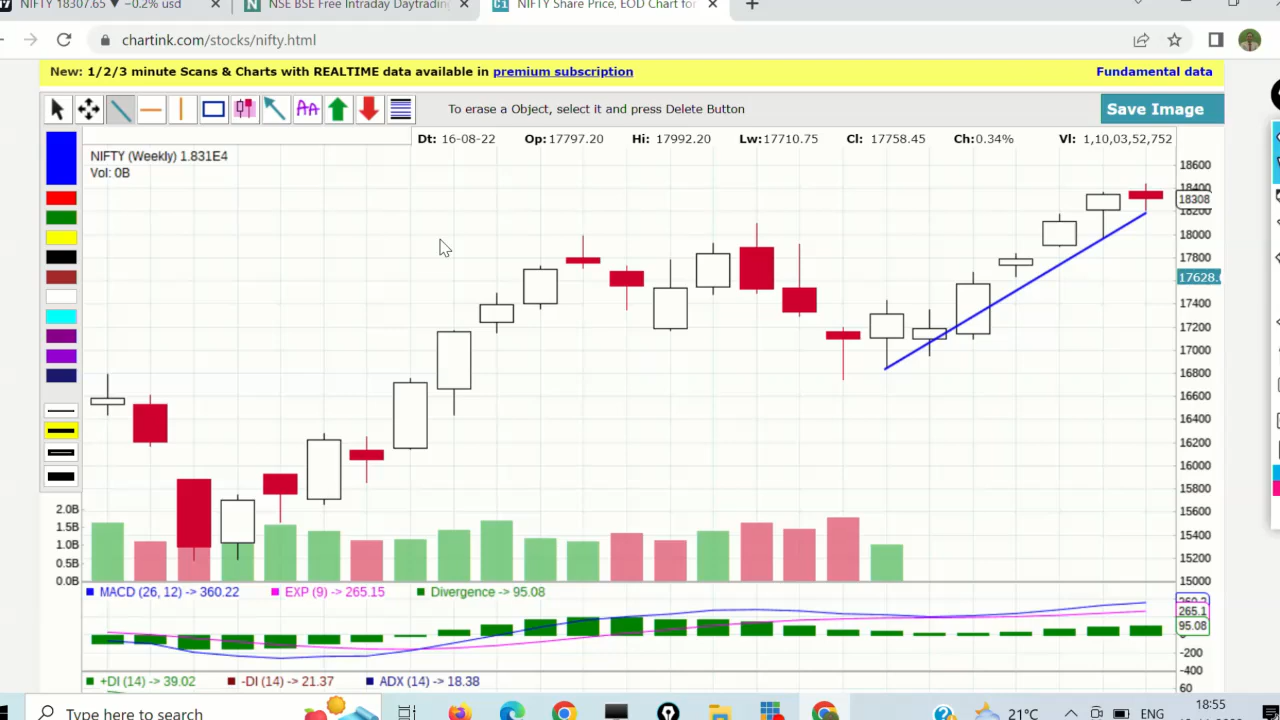 NIFTY 18307.65 ▼ −0.2% usd
NSE BSE Free Intraday Daytrading
NIFTY Share Price, EOD Chart for
chartink.com/stocks/nifty.html
New: 1/2/3 minute Scans & Charts with REALTIME data available in premium subscription
Fundamental data
To erase a Object, select it and press Delete Button
Save Image
Dt: 16-08-22 Op:17797.20 Hi: 17992.20 Lw:17710.75 Cl: 17758.45 Ch:0.34% Vl: 1,10,03,52,752
NIFTY (Weekly) 1.831E4
Vol: 0B
18600
18400
18308
18200
18000
17800
17628.
17400
17200
17000
16800
16600
16400
16200
16000
15800
15600
15400
15200
15000
2.0B
1.5B
1.0B
0.5B
0.0B
MACD (26, 12) -> 360.22 EXP (9) -> 265.15 Divergence -> 95.08
265.1
95.08
-200
-400
+DI (14) -> 39.02 -DI (14) -> 21.37 ADX (14) -> 18.38
60
Type here to search
21°C
ENG
18:55